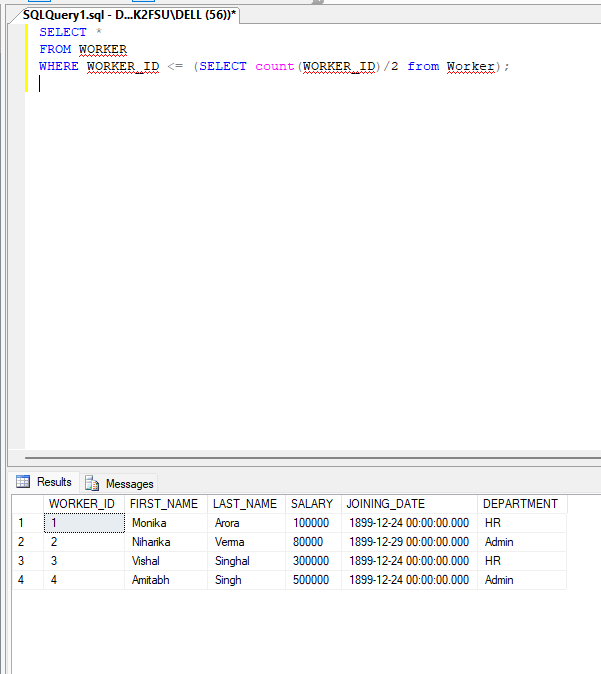 SQLQuery1.sql - D...K2FSU\DELL (56))*
SELECT *
FROM WORKER
WHERE WORKER_ID <= (SELECT count(WORKER_ID)/2 from Worker);
Results Messages
WORKER_ID FIRST_NAME LAST_NAME SALARY JOINING_DATE DEPARTMENT
1 1 Monika Arora 100000 1899-12-24 00:00:00.000 HR
2 2 Niharika Verma 80000 1899-12-29 00:00:00.000 Admin
3 3 Vishal Singhal 300000 1899-12-24 00:00:00.000 HR
4 4 Amitabh Singh 500000 1899-12-24 00:00:00.000 Admin